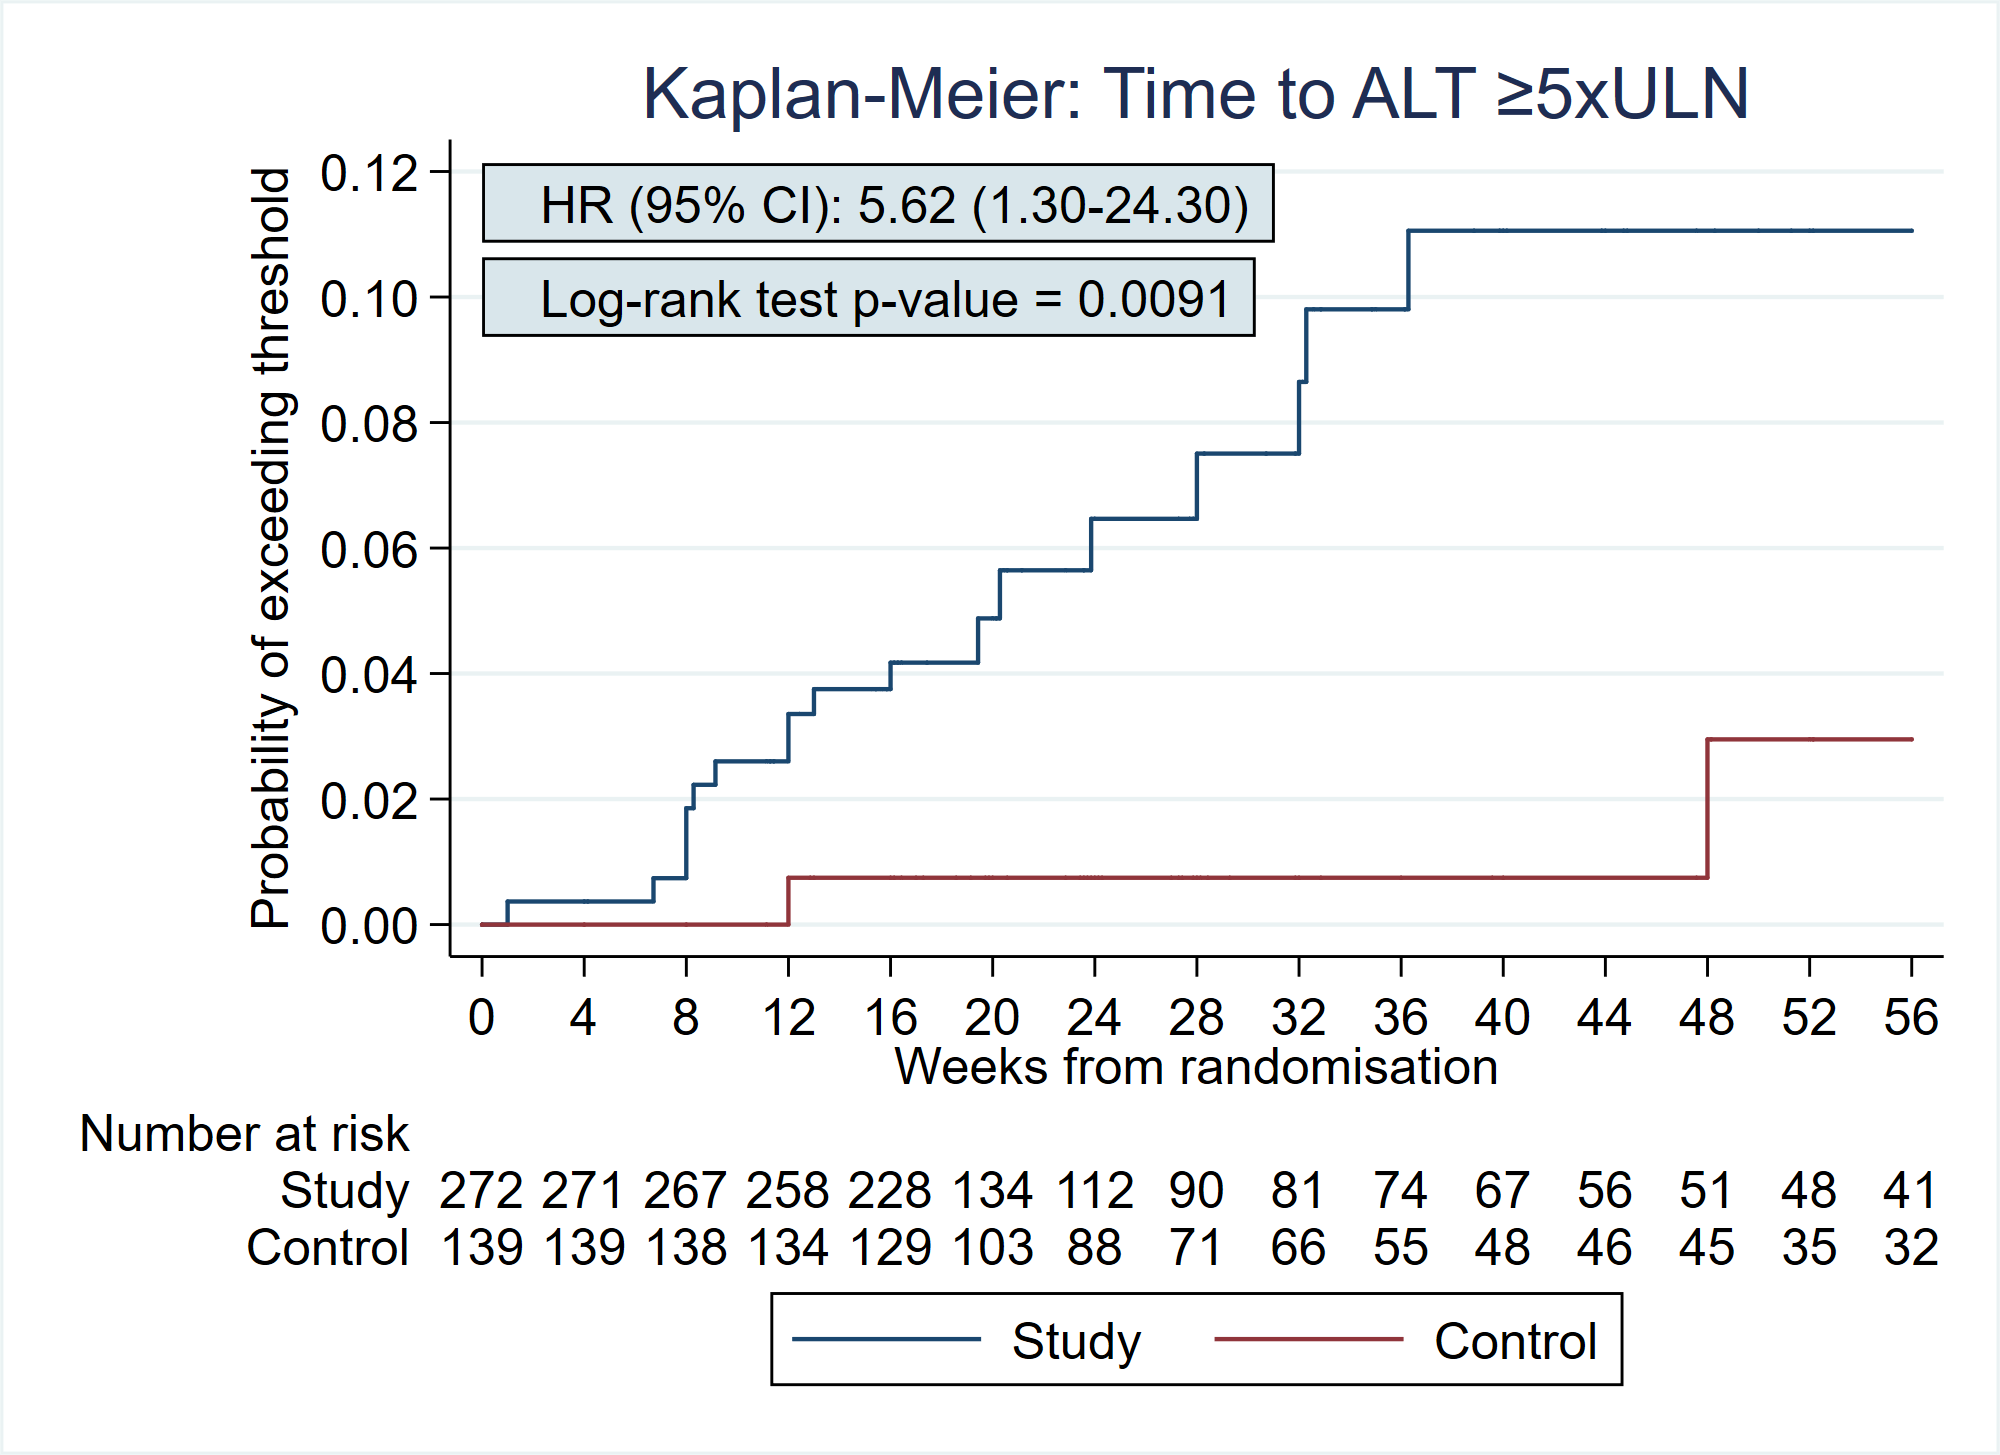 Kaplan-Meier: Time to ALT ≥5xULN
HR (95% CI): 5.62 (1.30-24.30)
Log-rank test p-value = 0.0091
Probability of exceeding threshold
0.12
0.10
0.08
0.06
0.04
0.02
0.00
0 4 8 12 16 20 24 28 32 36 40 44 48 52 56
Weeks from randomisation
Number at risk
Study 272 271 267 258 228 134 112 90 81 74 67 56 51 48 41
Control 139 139 138 134 129 103 88 71 66 55 48 46 45 35 32
Study Control